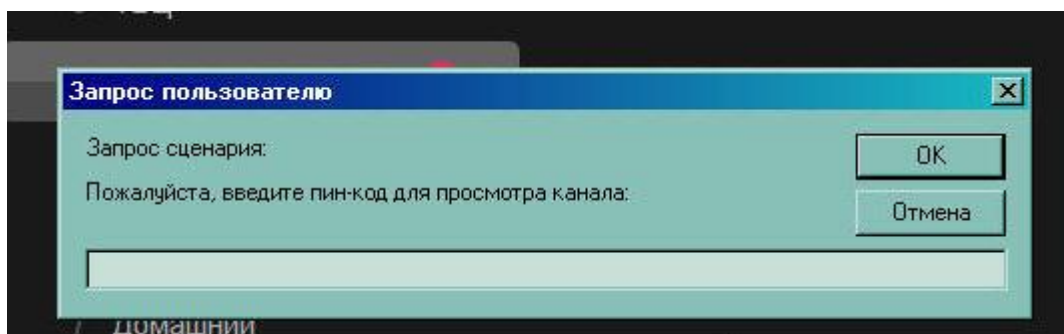 Запрос пользователю
Запрос сценария:
OK
Пожалуйста, введите пин-код для просмотра канала:
Отмена
Домашний